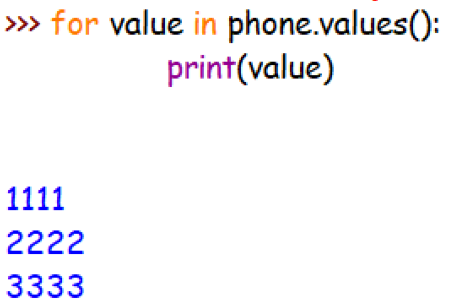 >>> for value in phone.values():
print(value)
1111
2222
3333